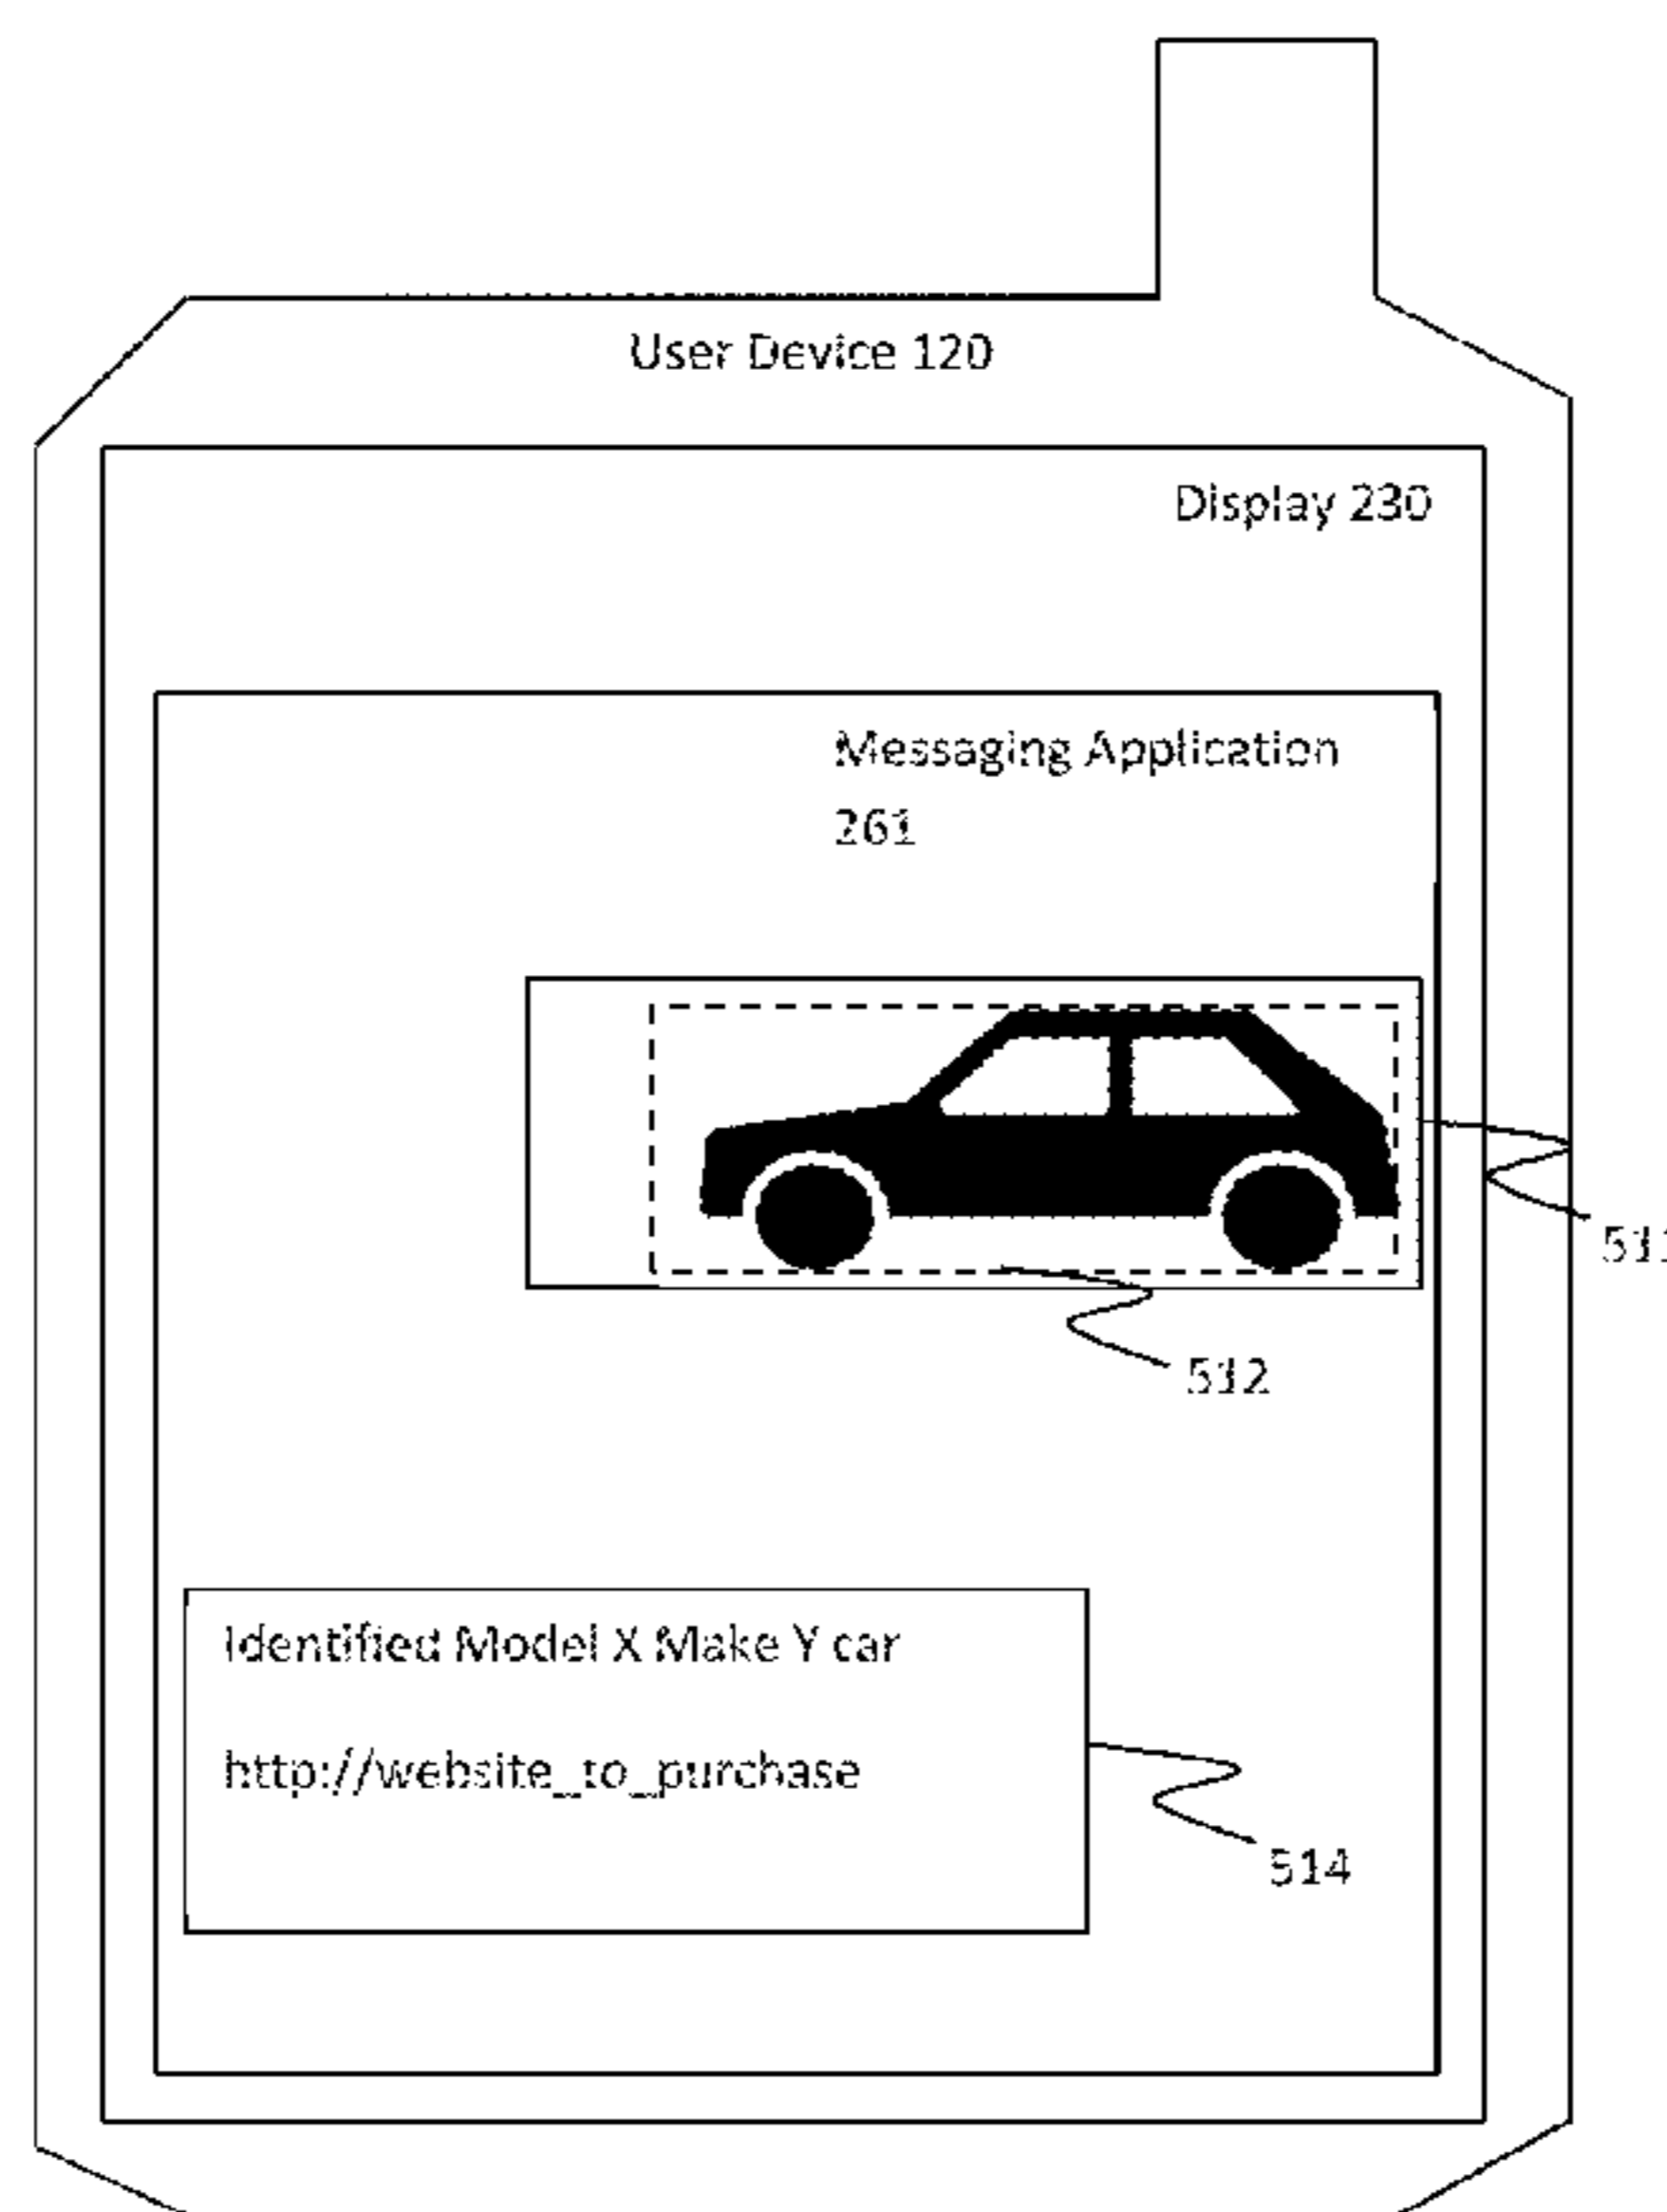 User Device 120
Display 230
Messaging Application
261
512
Identified Model X Make Y car
http://website_to_purchase
514